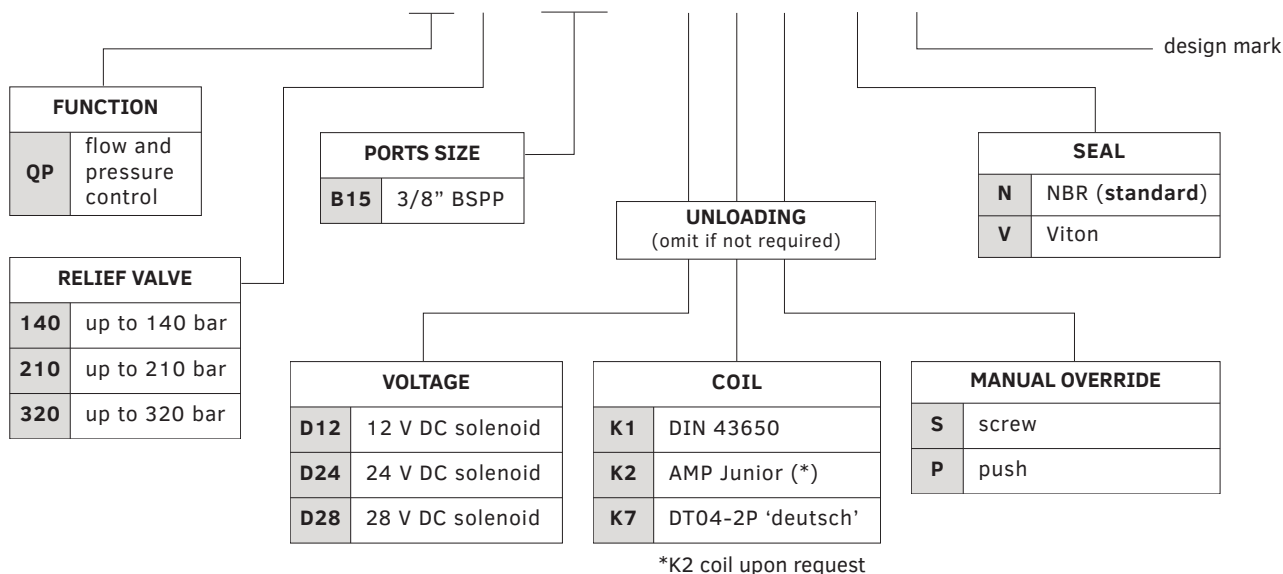 design mark
FUNCTION
QP
flow and
pressure
control
PORTS SIZE
B15 3/8” BSPP
SEAL
N NBR (standard)
V Viton
UNLOADING
(omit if not required)
RELIEF VALVE
140 up to 140 bar
210 up to 210 bar
320 up to 320 bar
VOLTAGE
D12 12 V DC solenoid
D24 24 V DC solenoid
D28 28 V DC solenoid
COIL
K1 DIN 43650
K2 AMP Junior (*)
K7 DT04-2P ‘deutsch’
*K2 coil upon request
MANUAL OVERRIDE
S screw
P push